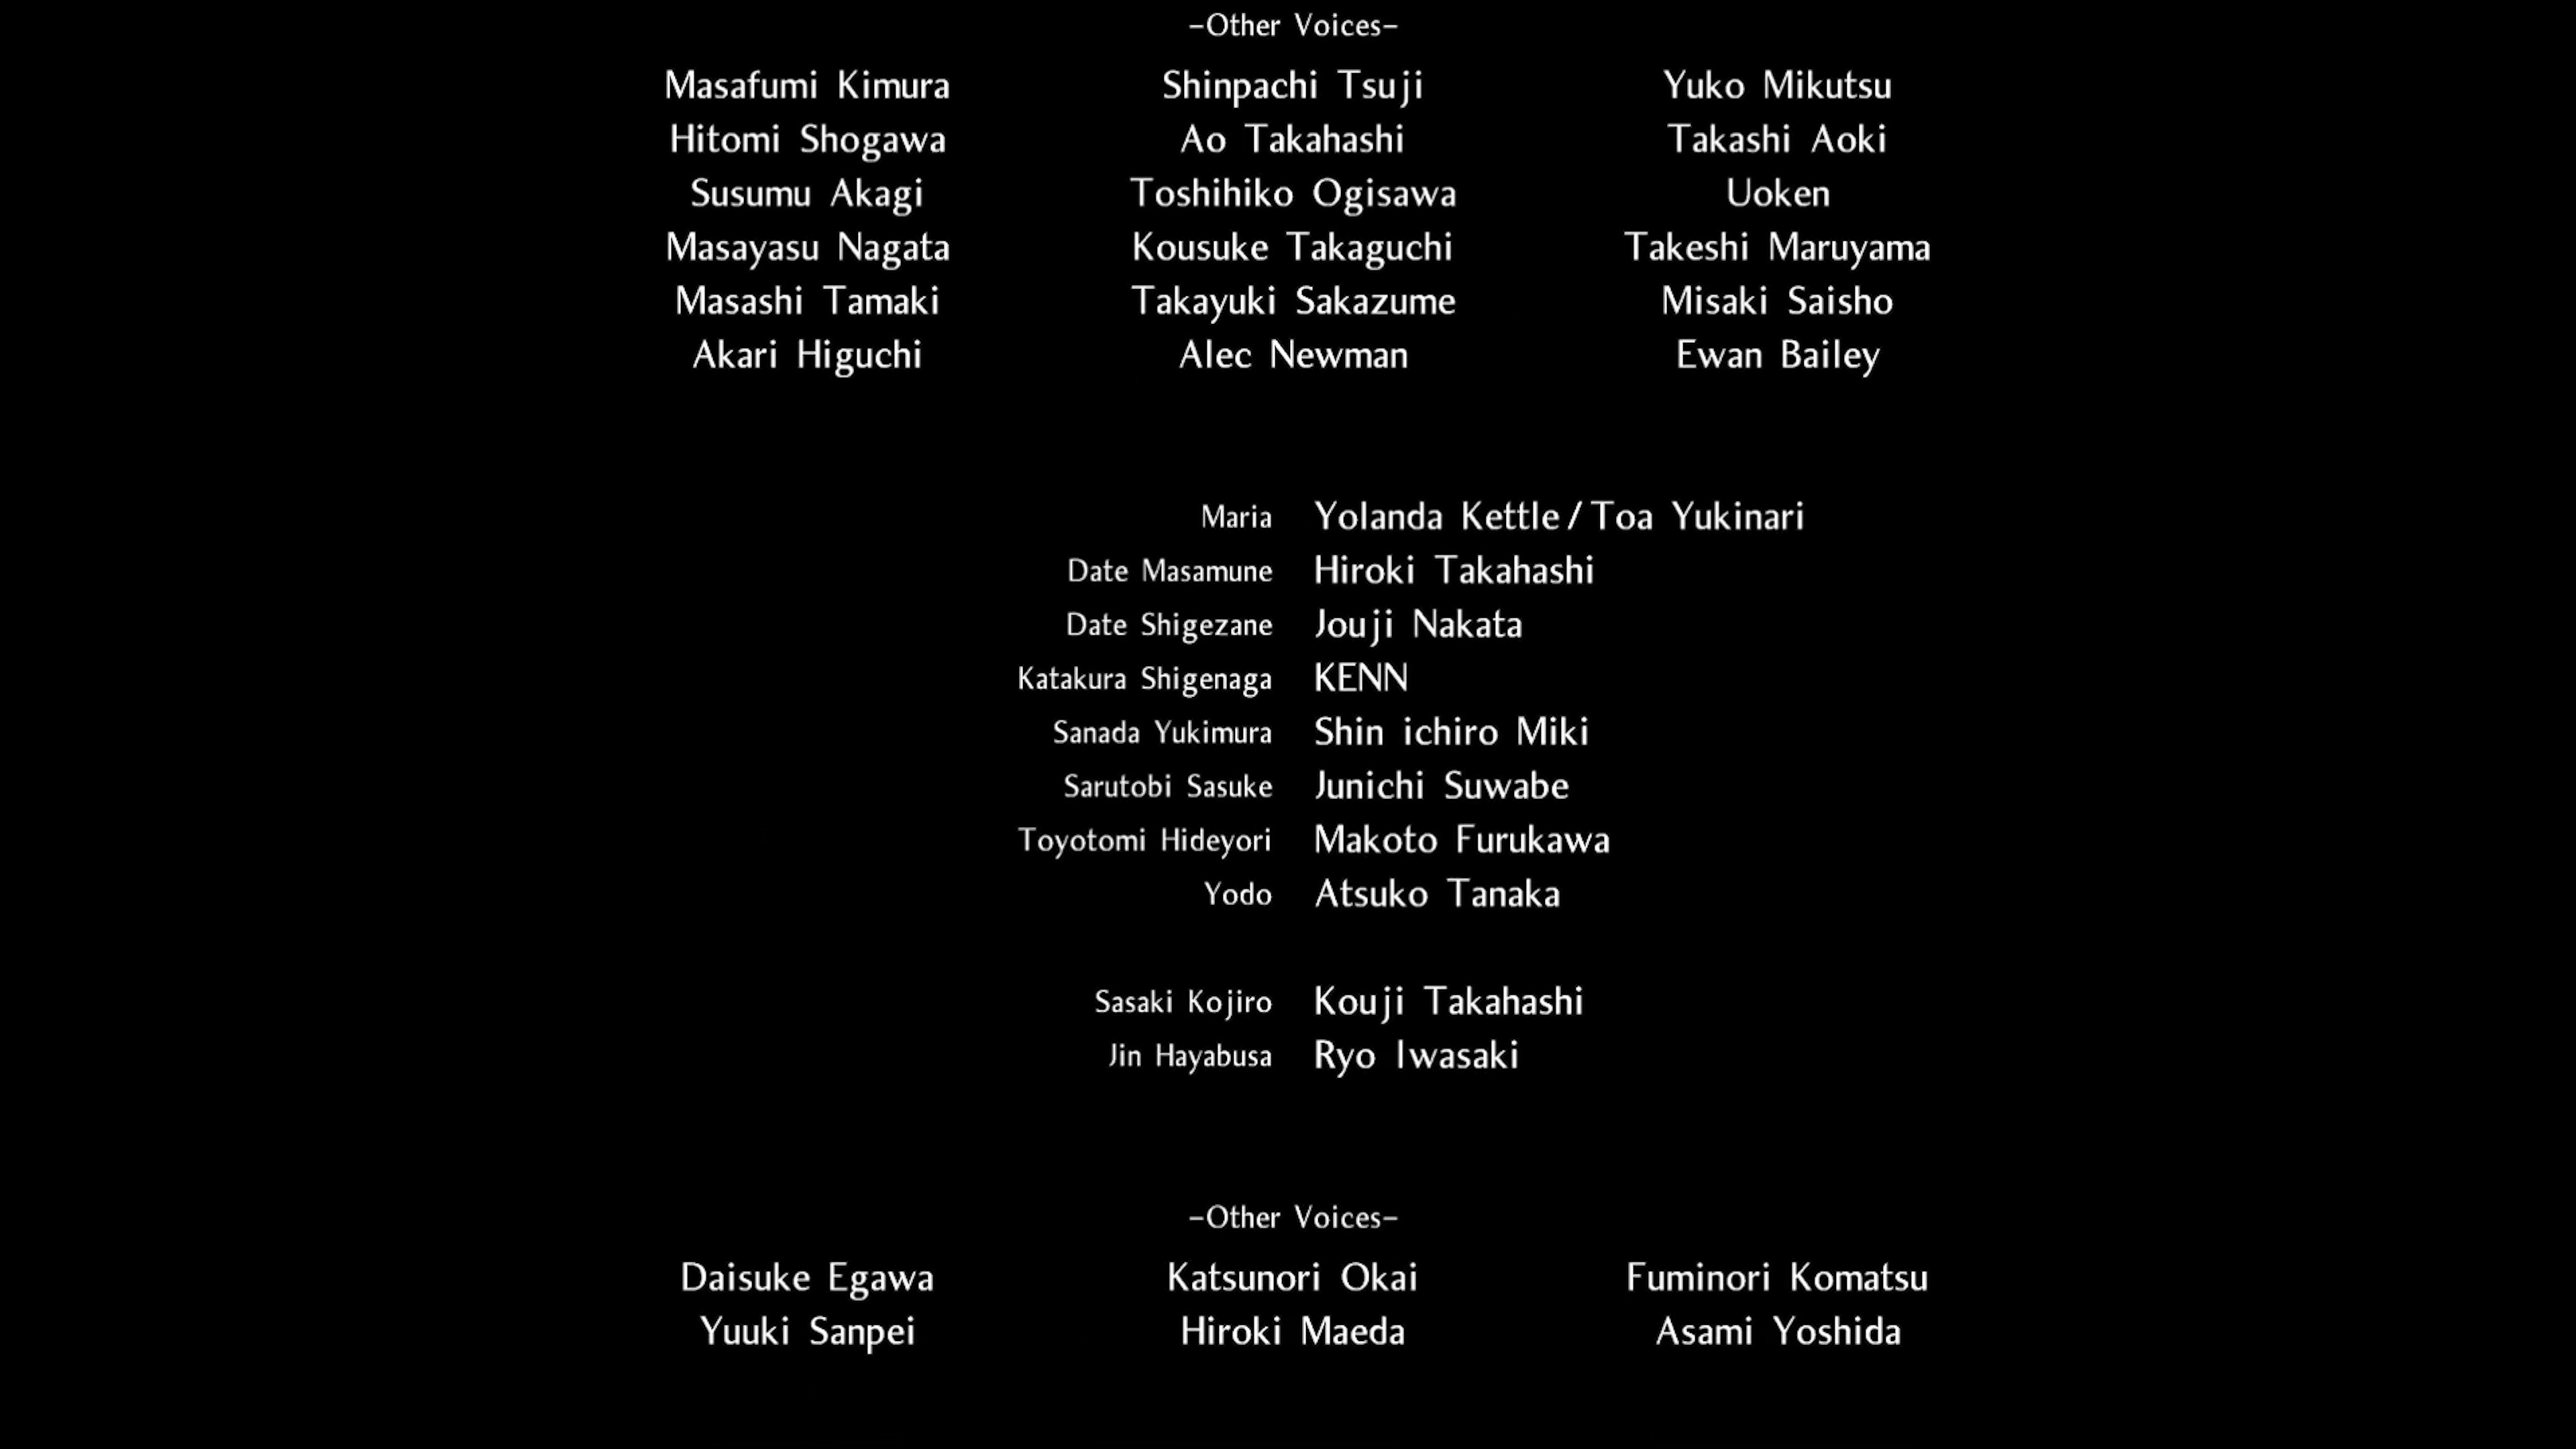 -Other Voices-
Masafumi Kimura Shinpachi Tsuji Yuko Mikutsu
Hitomi Shogawa Ao Takahashi Takashi Aoki
Susumu Akagi Toshihiko Ogisawa Uoken
Masayasu Nagata Kousuke Takaguchi Takeshi Maruyama
Masashi Tamaki Takayuki Sakazume Misaki Saisho
Akari Higuchi Alec Newman Ewan Bailey
Maria Yolanda Kettle/Toa Yukinari
Date Masamune Hiroki Takahashi
Date Shigezane Jouji Nakata
Katakura Shigenaga KENN
Sanada Yukimura Shin ichiro Miki
Sarutobi Sasuke Junichi Suwabe
Toyotomi Hideyori Makoto Furukawa
Yodo Atsuko Tanaka
Sasaki Kojiro Kouji Takahashi
Jin Hayabusa Ryo Iwasaki
-Other Voices-
Daisuke Egawa Katsunori Okai Fuminori Komatsu
Yuuki Sanpei Hiroki Maeda Asami Yoshida